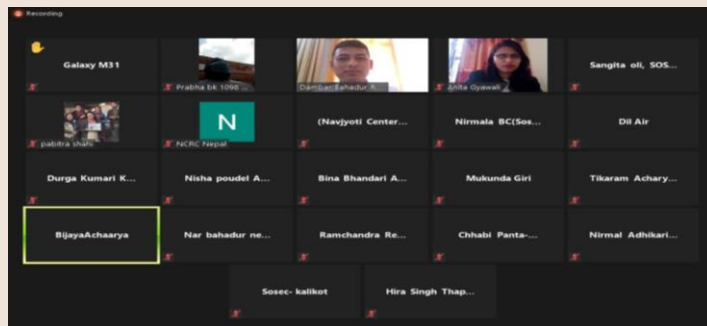 Recording
Galaxy M31
Prabha bk 1098 ...
Dambar Bahadur R...
Anita Gyawali
Sangita oli, SOS...
pabitra shahi
N
NCRC Nepal
(Navjyoti Center...
Nirmala BC(Sos...
Dil Air
Durga Kumari K...
Nisha poudel A...
Bina Bhandari A...
Mukunda Giri
Tikaram Achary...
BijayaAchaarya
Nar bahadur ne...
Ramchandra Re...
Chhabi Panta-...
Nirmal Adhikari...
Sosec- kalikot
Hira Singh Thap...